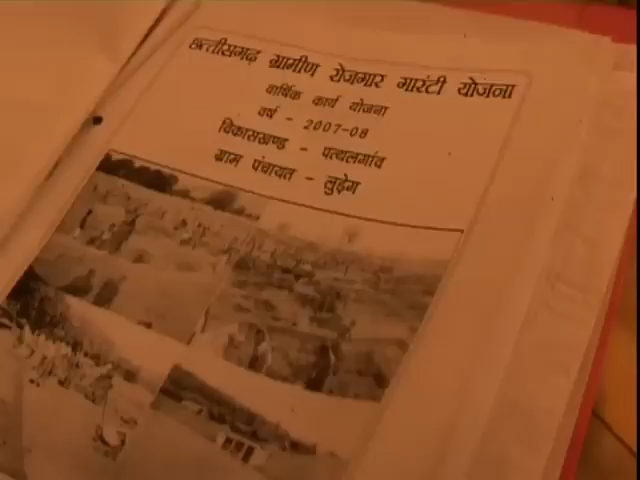 छत्तीसगढ़ ग्रामीण रोजगार गारंटी योजना
वार्षिक कार्य योजना
वर्ष - 2007-08
विकासखण्ड - पत्थलगांव
ग्राम पंचायत - लुड़ेग